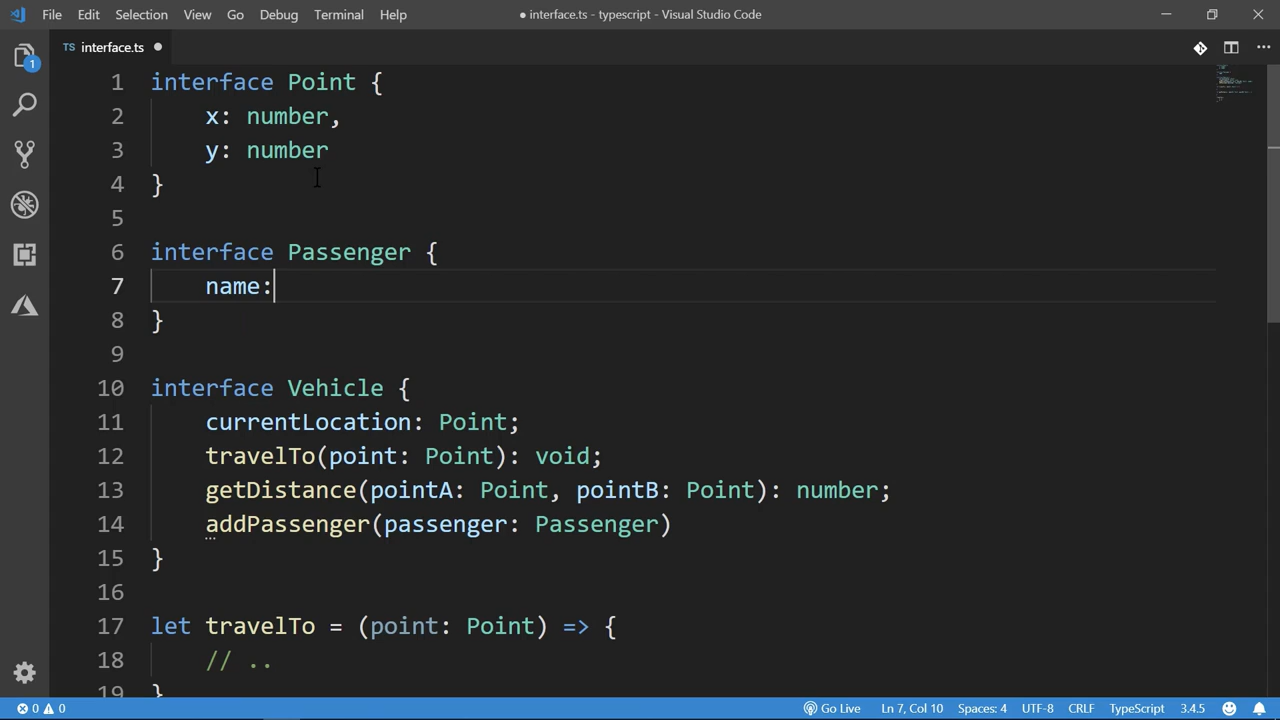 File Edit Selection View Go Debug Terminal Help ● interface.ts - typescript - Visual Studio Code
TS interface.ts
1 interface Point {
2 x: number,
3 y: number
4 }
5
6 interface Passenger {
7 name:
8 }
9
10 interface Vehicle {
11 currentLocation: Point;
12 travelTo(point: Point): void;
13 getDistance(pointA: Point, pointB: Point): number;
14 addPassenger(passenger: Passenger)
15 }
16
17 let travelTo = (point: Point) => {
18 // ..
19 }
1
0 0 Go Live Ln 7, Col 10 Spaces: 4 UTF-8 CRLF TypeScript 3.4.5